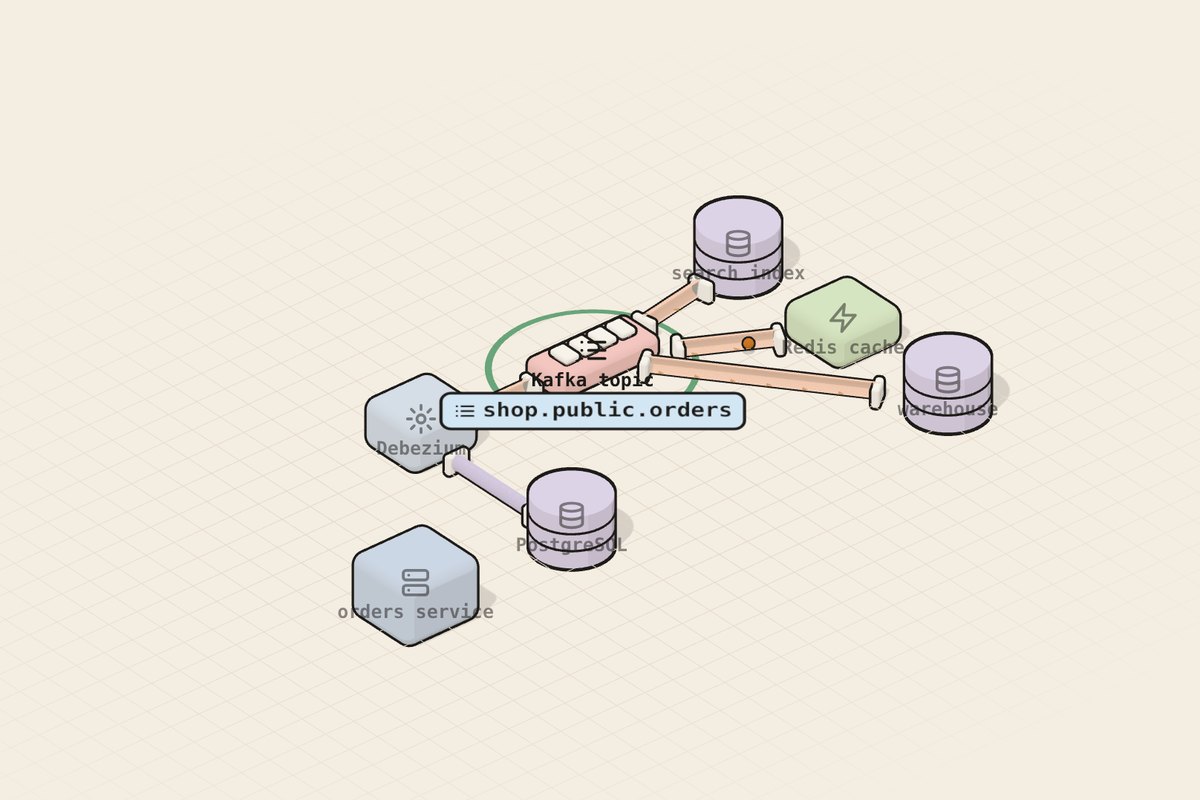 search index
Redis cache
Kafka topic
warehouse
shop.public.orders
Debezium
PostgreSQL
orders service